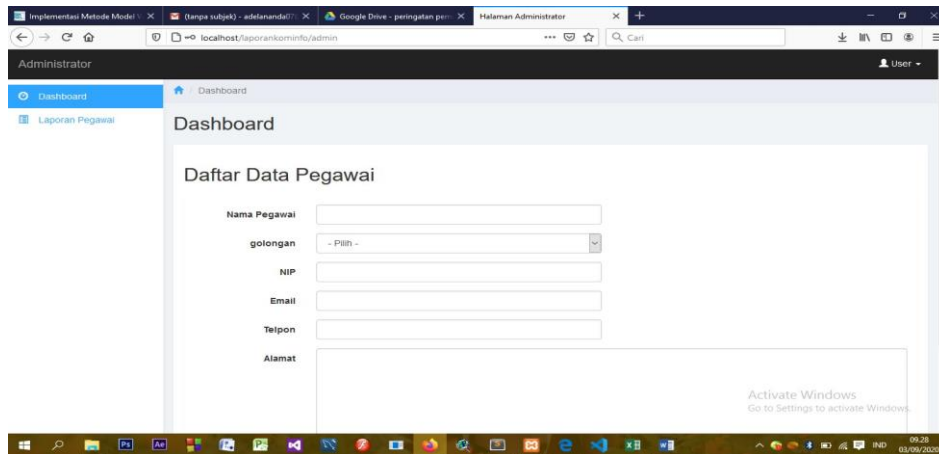 Implementasi Metode Model
(tanpa subjek) - adelananda07
Google Drive - peringatan
Halaman Administrator
localhost/laporankominfo/admin
Cari
Administrator
User
Dashboard
Laporan Pegawai
/ Dashboard
Dashboard
Daftar Data Pegawai
Nama Pegawai
golongan
- Pilih -
NIP
Email
Telpon
Alamat
Activate Windows
Go to Settings to activate Windows.
Ps
Ae
IND
09.28
03/09/2020